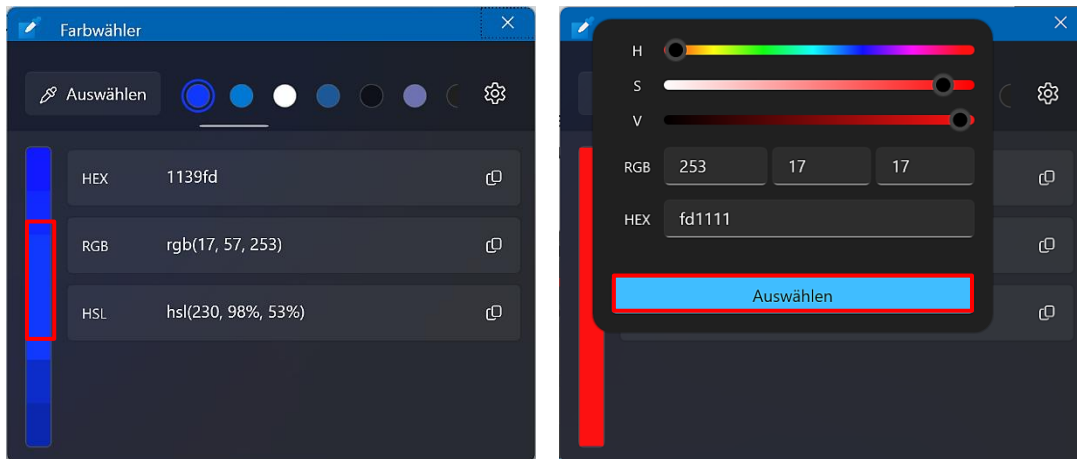 Farbwähler
Auswählen
HEX 1139fd
RGB rgb(17, 57, 253)
HSL hsl(230, 98%, 53%)
H
S
V
RGB 253 17 17
HEX fd1111
Auswählen